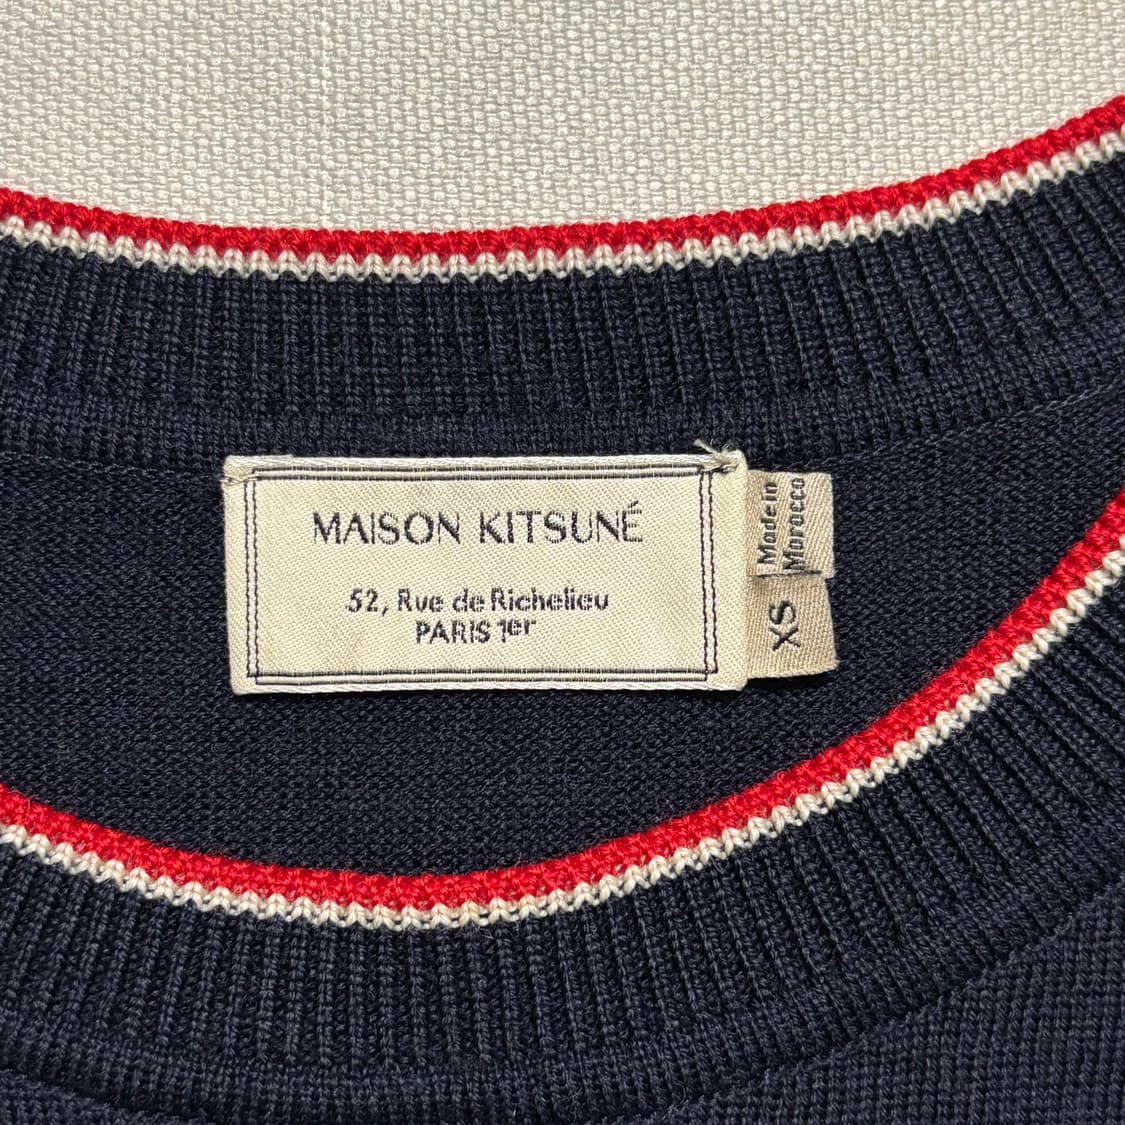 MAISON KITSUNÉ
52, Rue de Richelieu
PARIS 1er
Made in
Morocco
XS